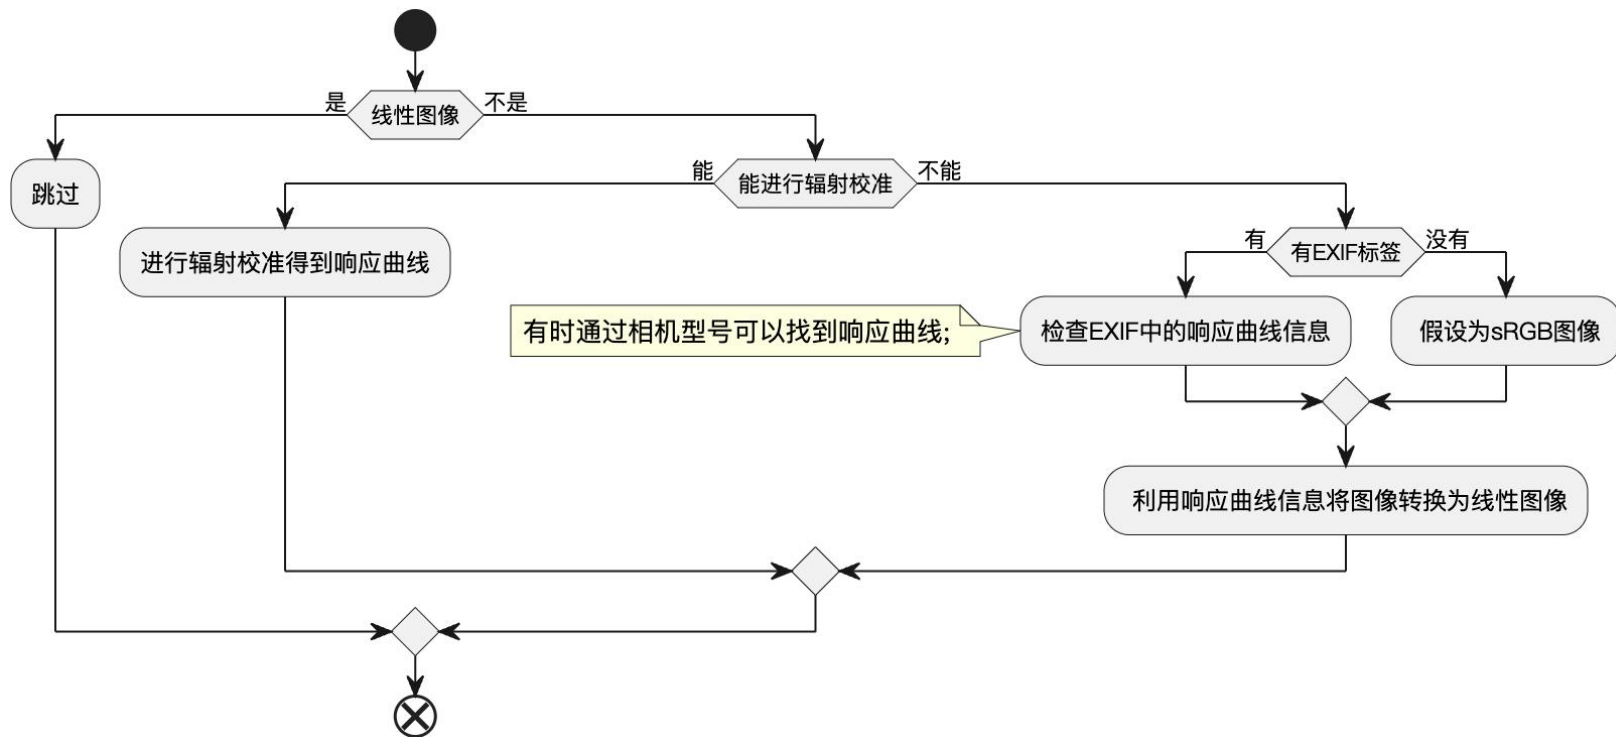 是
线性图像
不是
跳过
能
能进行辐射校准
不能
进行辐射校准得到响应曲线
有
有EXIF标签
没有
有时通过相机型号可以找到响应曲线;
检查EXIF中的响应曲线信息
假设为sRGB图像
利用响应曲线信息将图像转换为线性图像